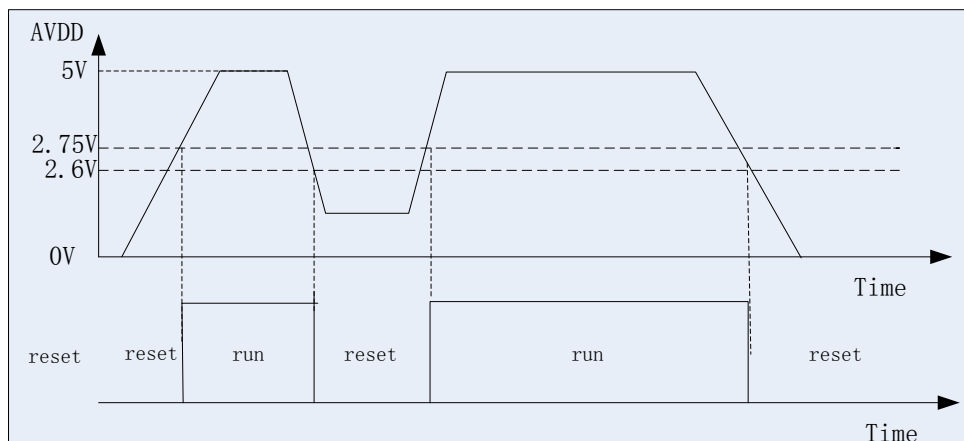 AVDD
5V
2.75V
2.6V
0V
Time
reset reset run reset run reset
Time